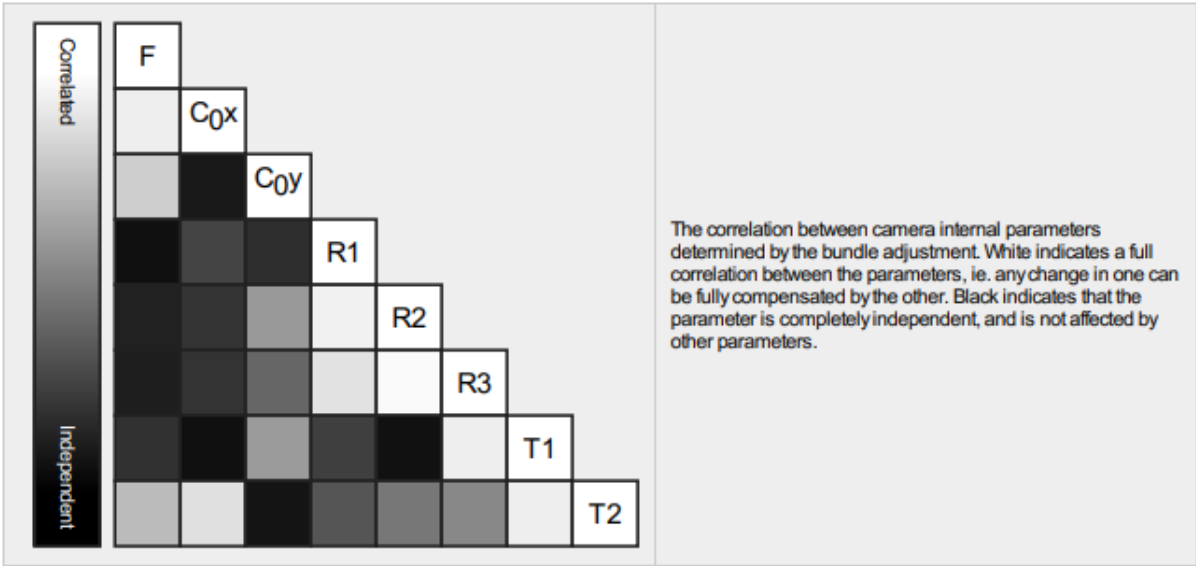 Correlated
Independent
F
C0x
C0y
R1
R2
R3
T1
T2
The correlation between camera internal parameters
determined by the bundle adjustment. White indicates a full
correlation between the parameters, ie. any change in one can
be fully compensated by the other. Black indicates that the
parameter is completely independent, and is not affected by
other parameters.